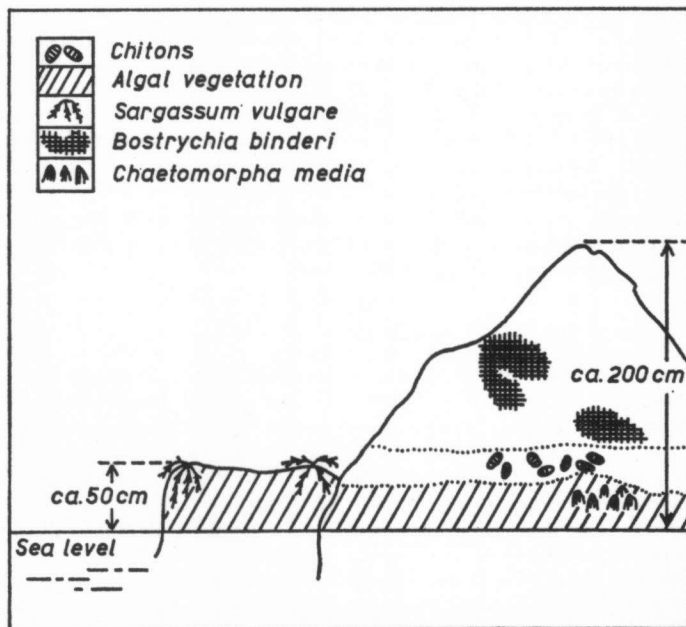 Chitons
Algal vegetation
Sargassum vulgare
Bostrychia binderi
Chaetomorpha media
ca. 200 cm
ca. 50 cm
Sea level